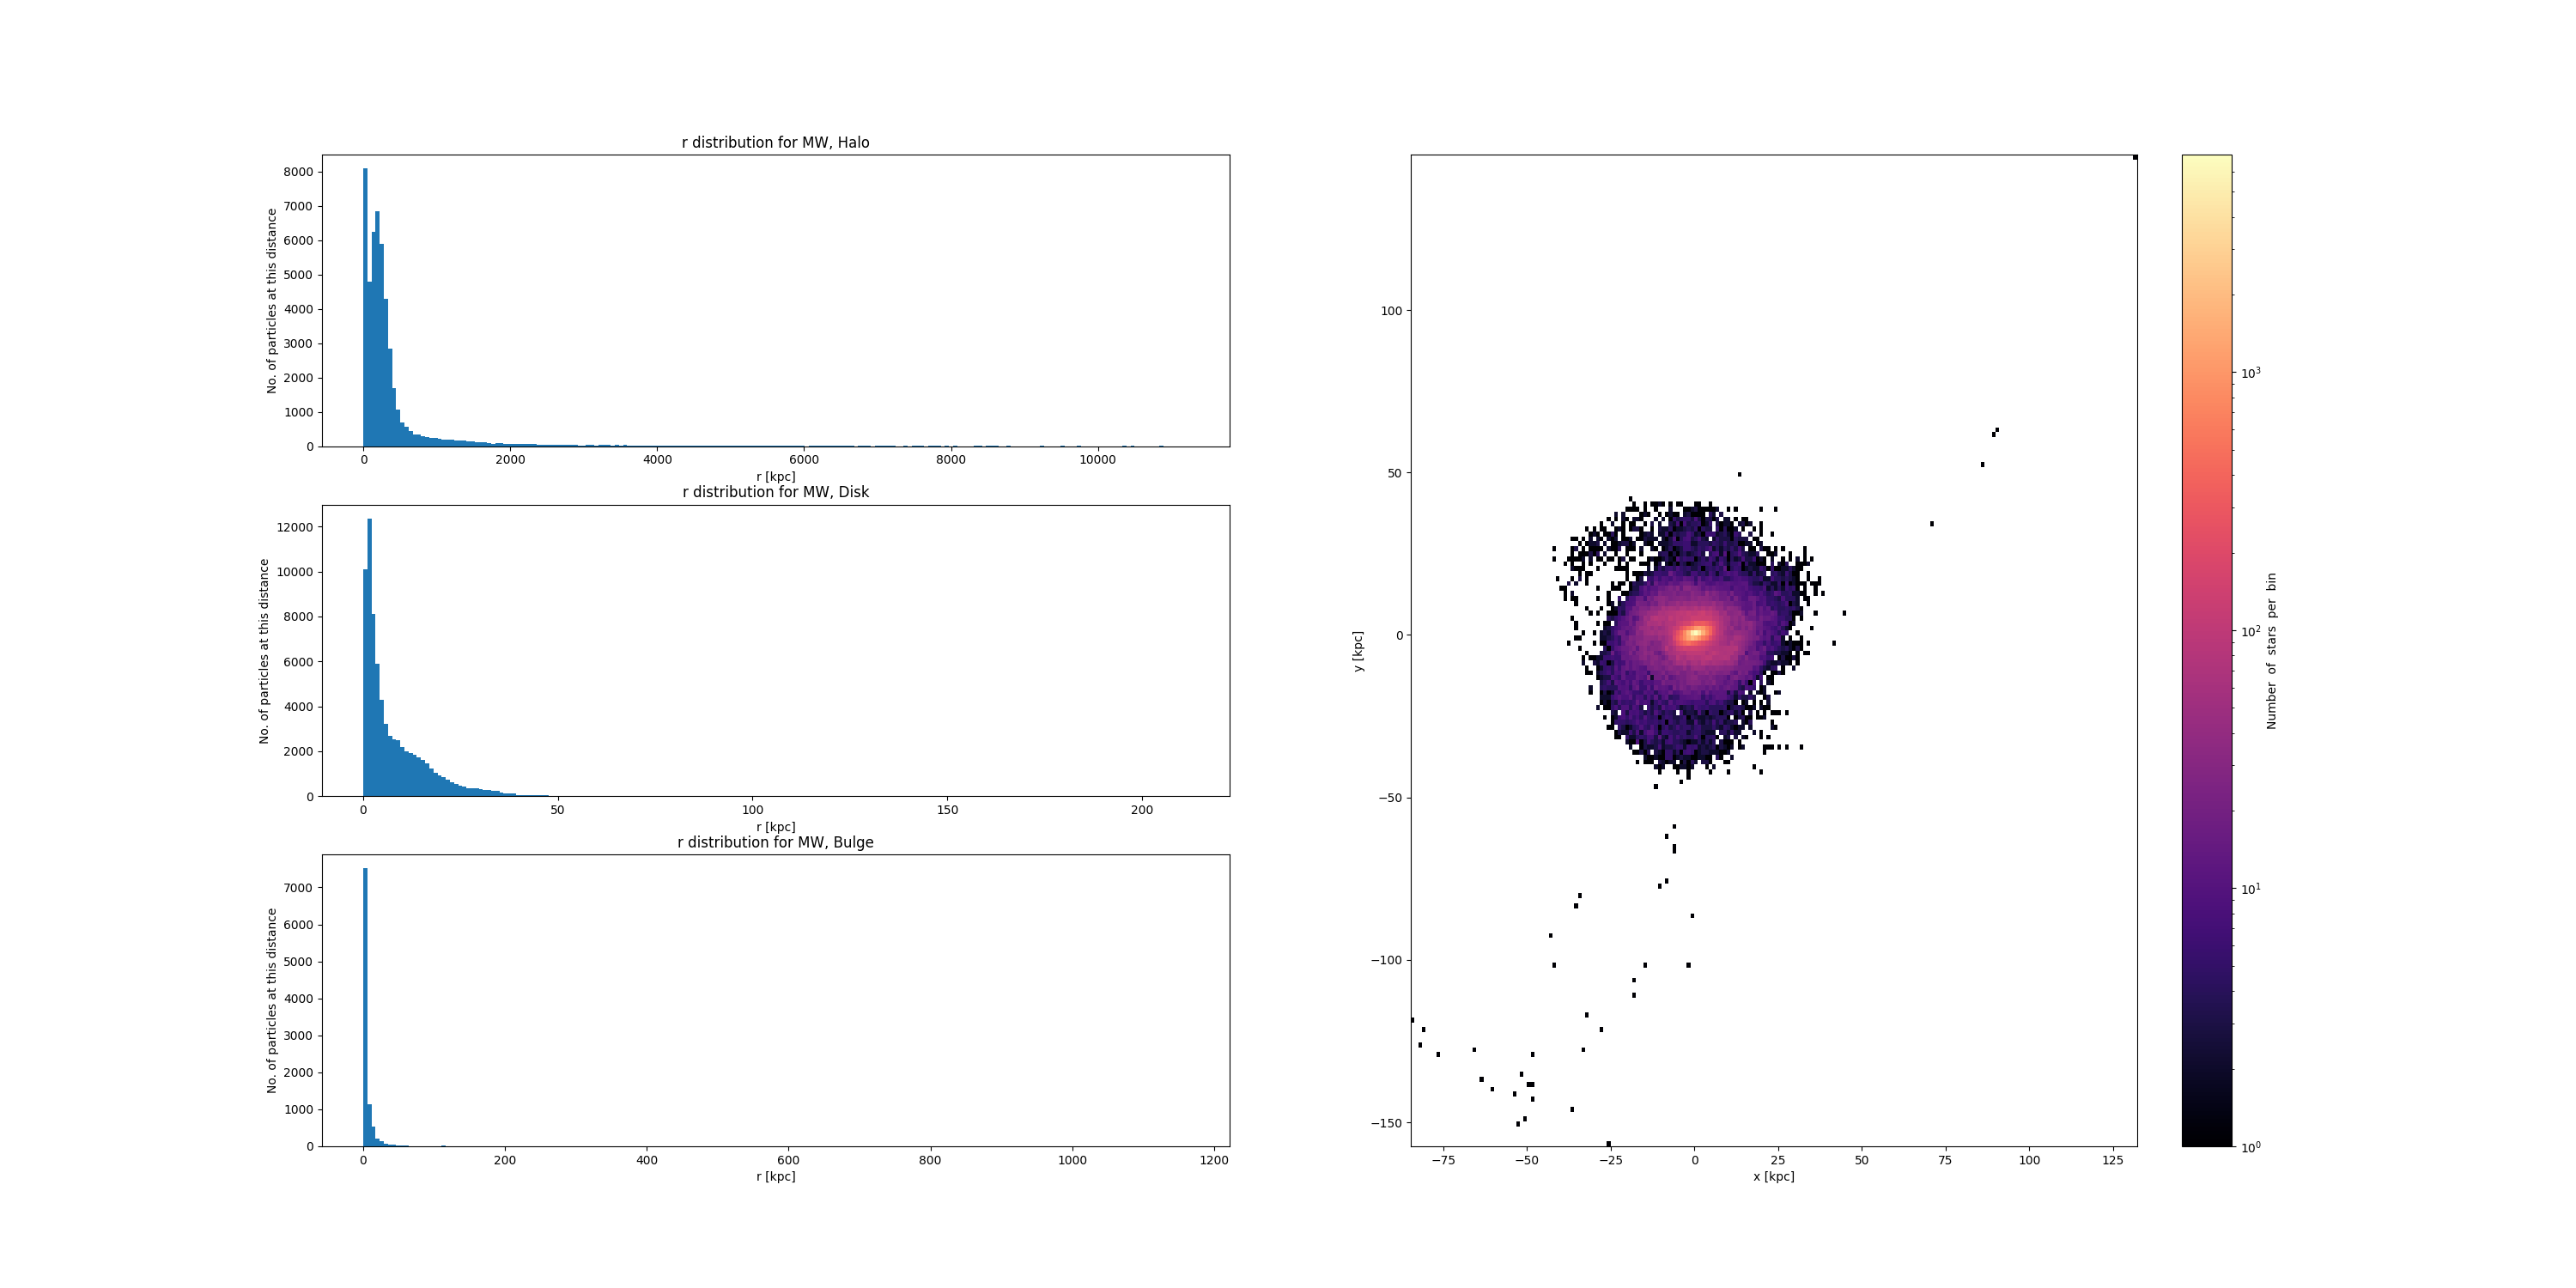 r distribution for MW, Halo
No. of particles at this distance
8000
7000
6000
5000
4000
3000
2000
1000
0
0 2000 4000 6000 8000 10000
r [kpc]
r distribution for MW, Disk
No. of particles at this distance
12000
10000
8000
6000
4000
2000
0
0 50 100 150 200
r [kpc]
r distribution for MW, Bulge
No. of particles at this distance
7000
6000
5000
4000
3000
2000
1000
0
0 200 400 600 800 1000 1200
r [kpc]
y [kpc]
100
50
0
−50
−100
−150
−75 −50 −25 0 25 50 75 100 125
x [kpc]
10³
10²
10¹
10⁰
Number of stars per bin